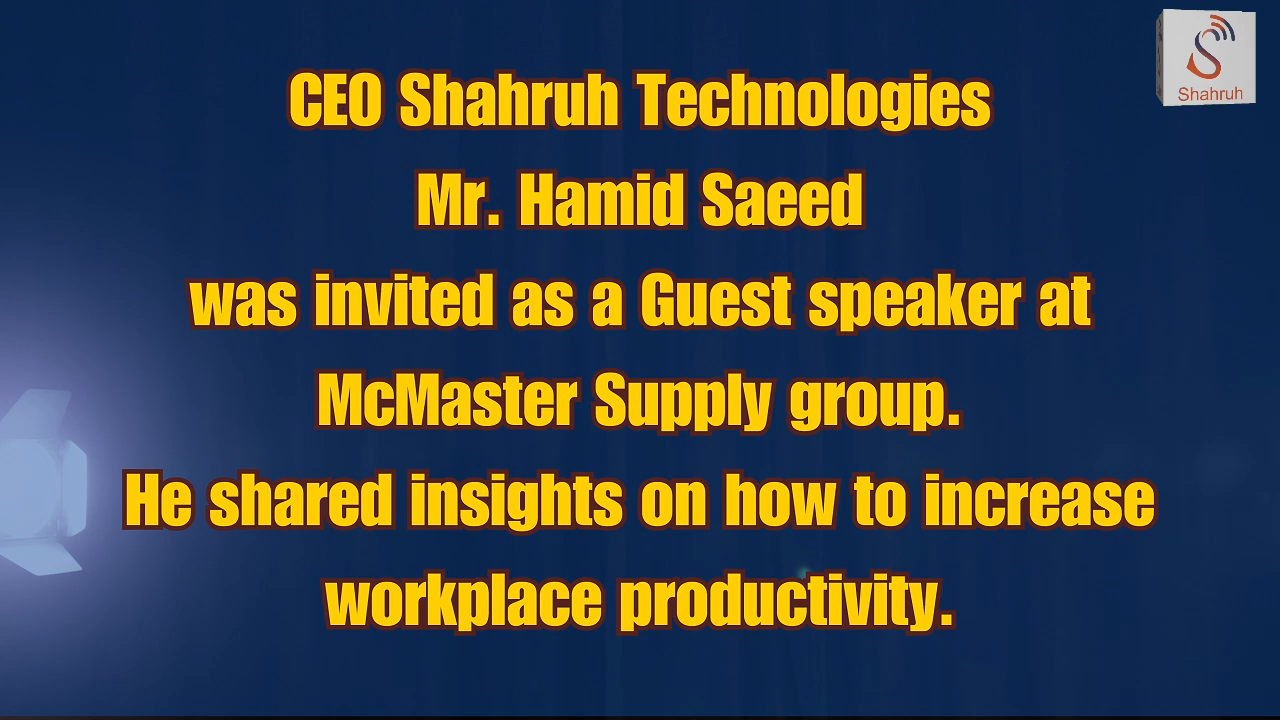 Shahruh
CEO Shahruh Technologies
Mr. Hamid Saeed
was invited as a Guest speaker at
McMaster Supply group.
He shared insights on how to increase
workplace productivity.